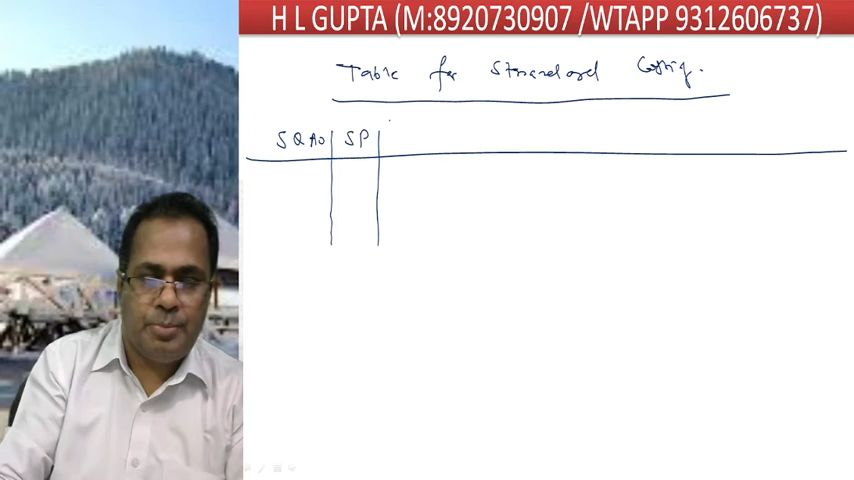 H L GUPTA (M:8920730907 /WTAPP 9312606737)
Table for Standard Costing.
SQAO SP